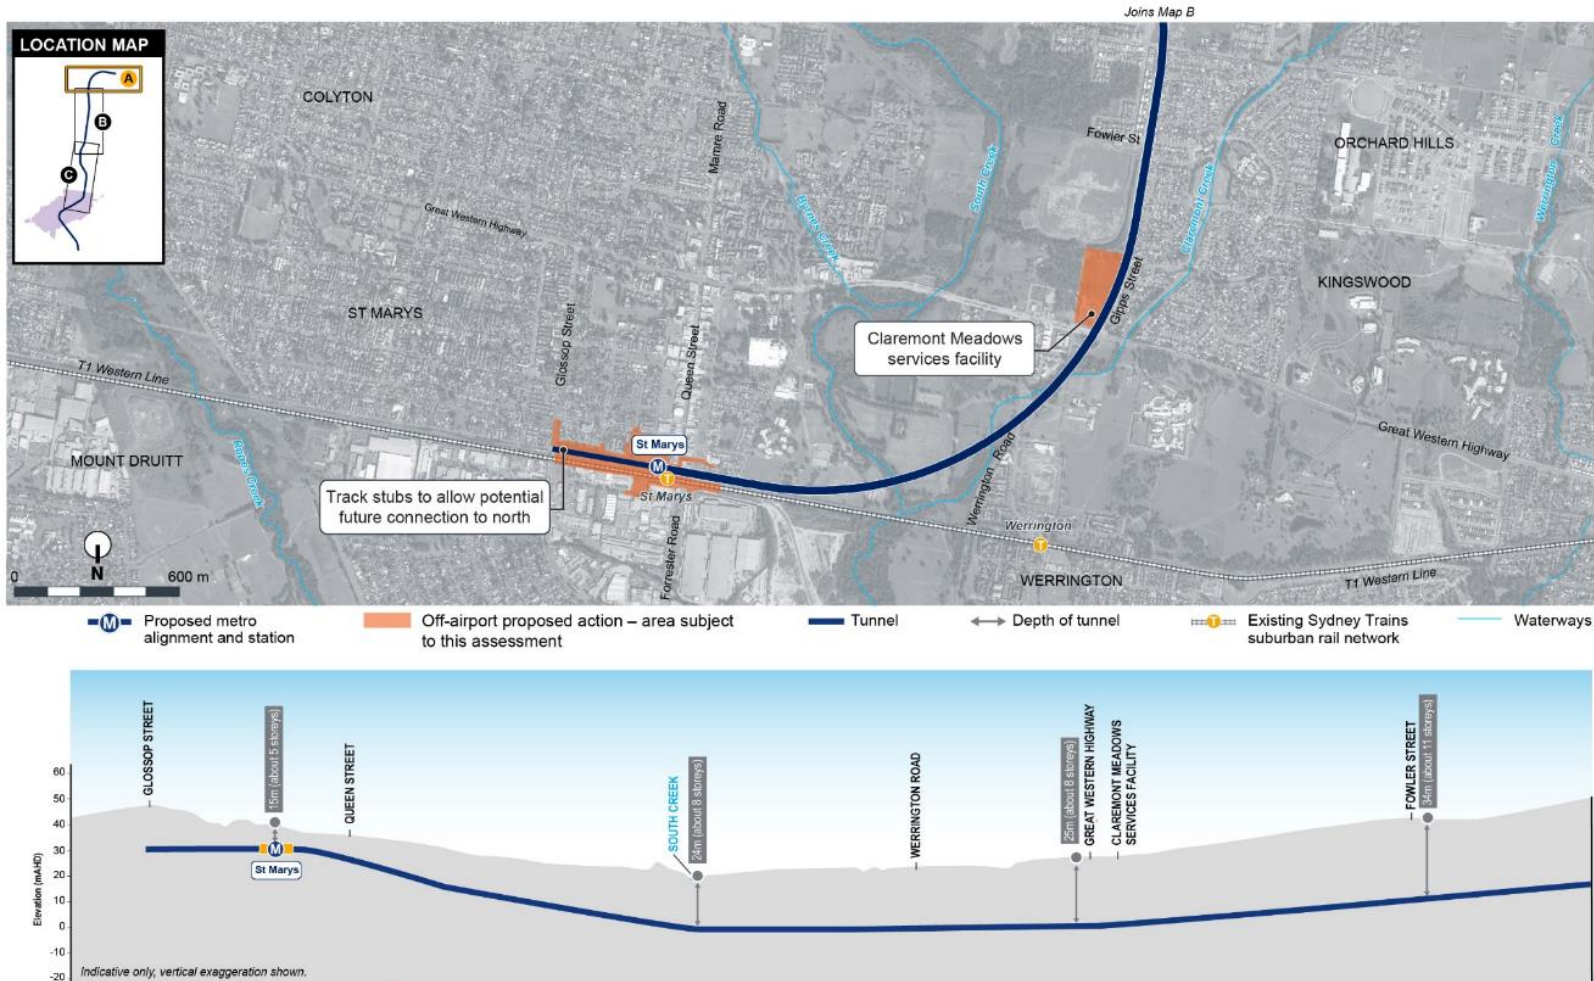 Joins Map B
LOCATION MAP
A
B
C
COLYTON
Mamre Road
Byrnes Creek
South Creek
Fowler St
Claremont Creek
ORCHARD HILLS
Werrington Creek
Great Western Highway
ST MARYS
Glossop Street
Queen Street
Gipps Street
KINGSWOOD
Claremont Meadows
services facility
T1 Western Line
MOUNT DRUITT
Ropes Creek
St Marys
M
T
St Marys
Track stubs to allow potential
future connection to north
Forrester Road
Werrington Road
Great Western Highway
Werrington
T
WERRINGTON
T1 Western Line
N
0
600 m
M
Proposed metro
alignment and station
Off-airport proposed action – area subject
to this assessment
Tunnel
Depth of tunnel
T
Existing Sydney Trains
suburban rail network
Waterways
GLOSSOP STREET
15m (about 5 storeys)
QUEEN STREET
SOUTH CREEK
24m (about 8 storeys)
WERRINGTON ROAD
25m (about 8 storeys)
GREAT WESTERN HIGHWAY
CLAREMONT MEADOWS
SERVICES FACILITY
FOWLER STREET
34m (about 11 storeys)
Elevation (mAHD)
60
50
40
30
20
10
0
-10
-20
M
St Marys
Indicative only, vertical exaggeration shown.